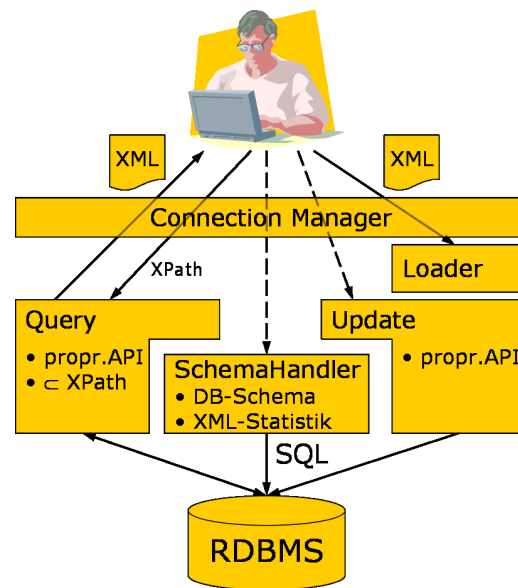 XML
XML
Connection Manager
XPath
Loader
Query
• propr.API
• ⊂ XPath
Update
• propr.API
SchemaHandler
• DB-Schema
• XML-Statistik
SQL
RDBMS